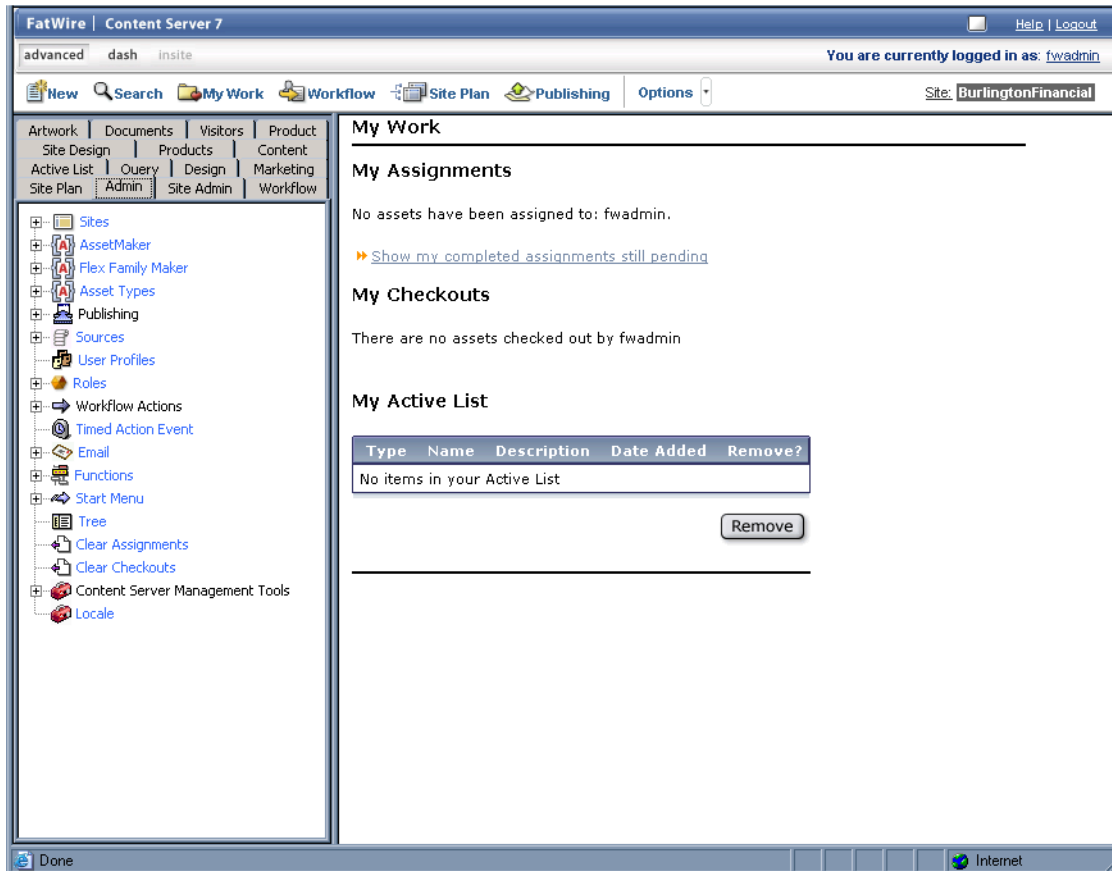 FatWire | Content Server 7
Help | Logout
advanced dash insite
You are currently logged in as: fwadmin
New Search My Work Workflow Site Plan Publishing Options
Site: BurlingtonFinancial
Artwork Documents Visitors Product
Site Design Products Content
Active List Query Design Marketing
Site Plan Admin Site Admin Workflow
Sites
AssetMaker
Flex Family Maker
Asset Types
Publishing
Sources
User Profiles
Roles
Workflow Actions
Timed Action Event
Email
Functions
Start Menu
Tree
Clear Assignments
Clear Checkouts
Content Server Management Tools
Locale
My Work
My Assignments
No assets have been assigned to: fwadmin.
Show my completed assignments still pending
My Checkouts
There are no assets checked out by fwadmin
My Active List
Type Name Description Date Added Remove?
No items in your Active List
Remove
Done
Internet